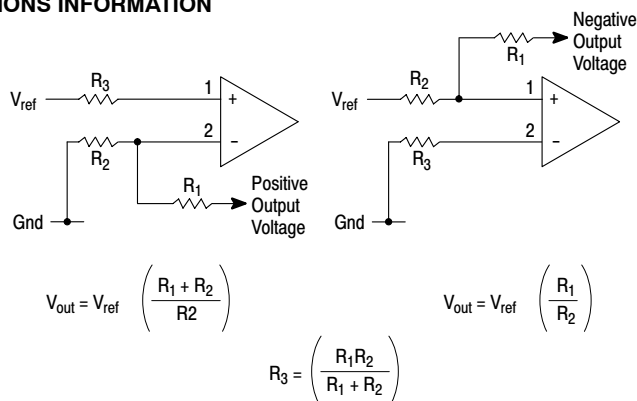 IONS INFORMATION
R3
Vref
1
+
2
−
R2
R1
Positive
Output
Voltage
Gnd
Negative
Output
Voltage
R1
R2
Vref
1
+
2
−
R3
Gnd
Vout = Vref (R1 + R2 / R2)
Vout = Vref (R1 / R2)
R3 = (R1R2 / R1 + R2)